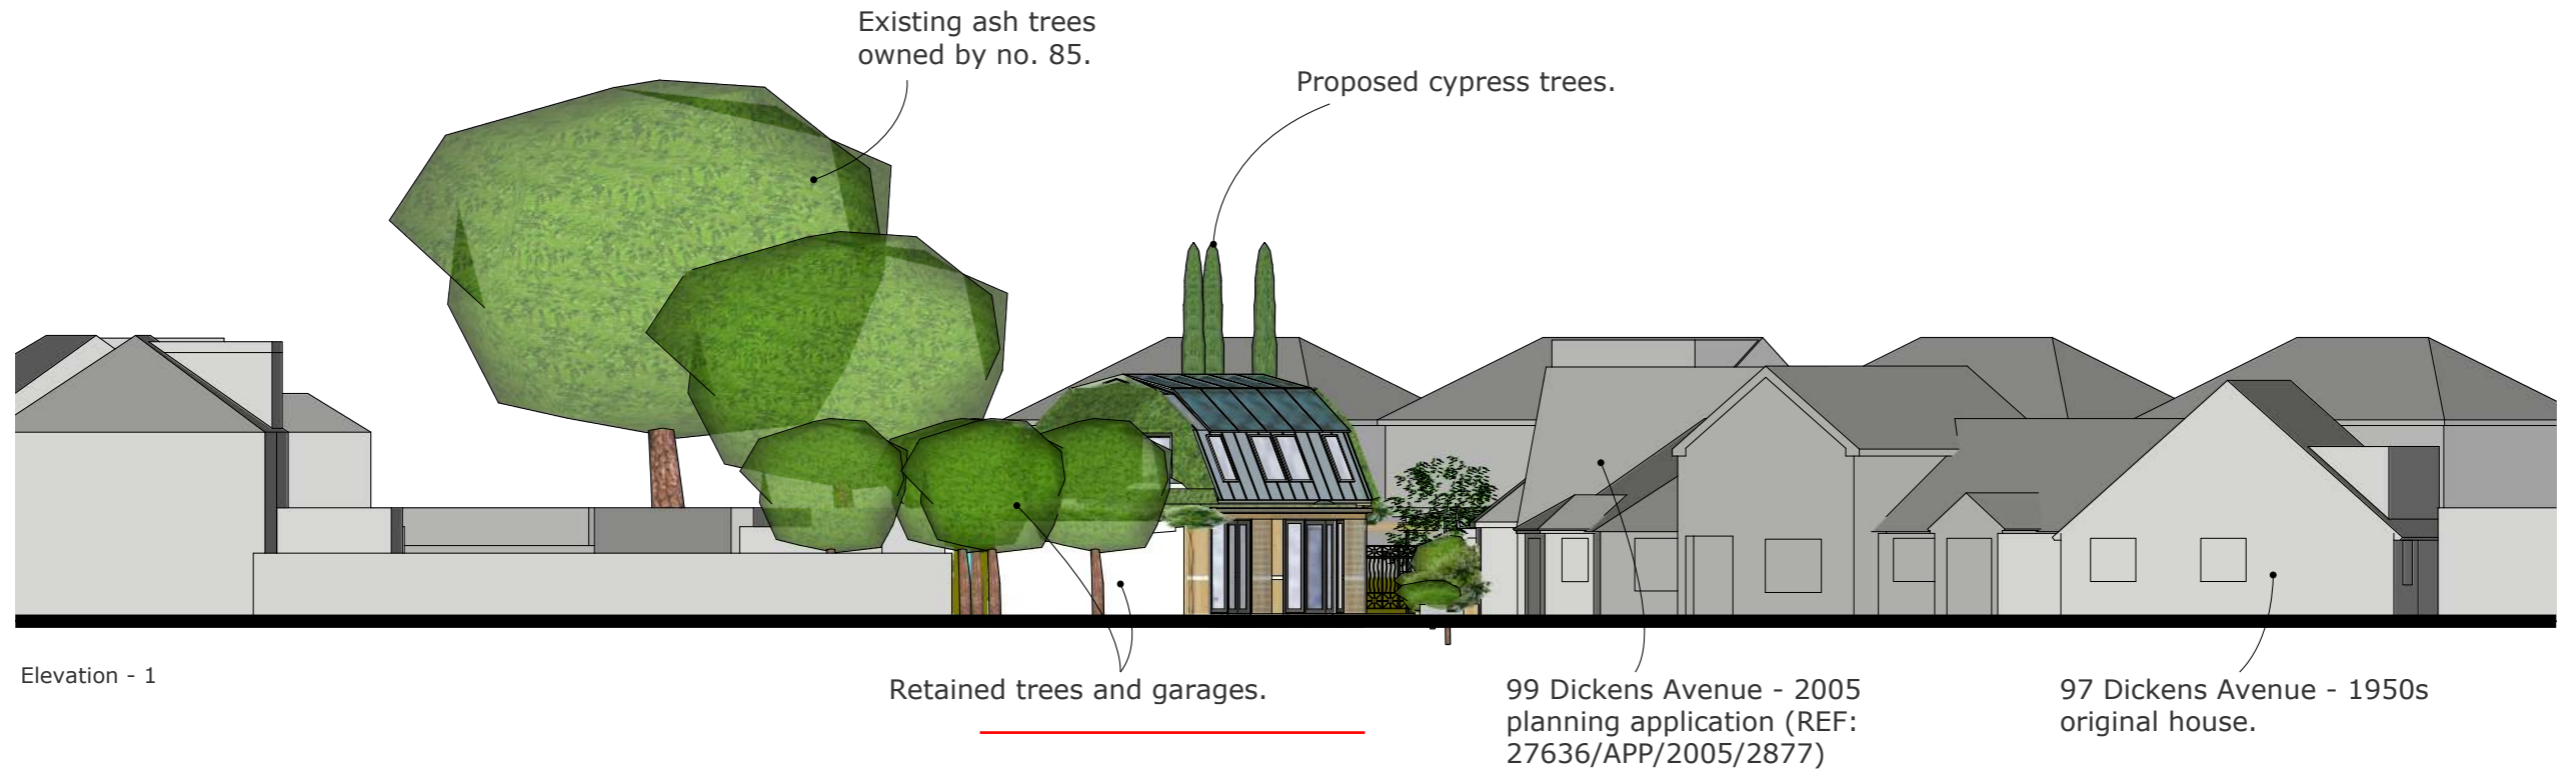 Existing ash trees
owned by no. 85.
Proposed cypress trees.
Elevation - 1
Retained trees and garages.
99 Dickens Avenue - 2005
planning application (REF:
27636/APP/2005/2877)
97 Dickens Avenue - 1950s
original house.